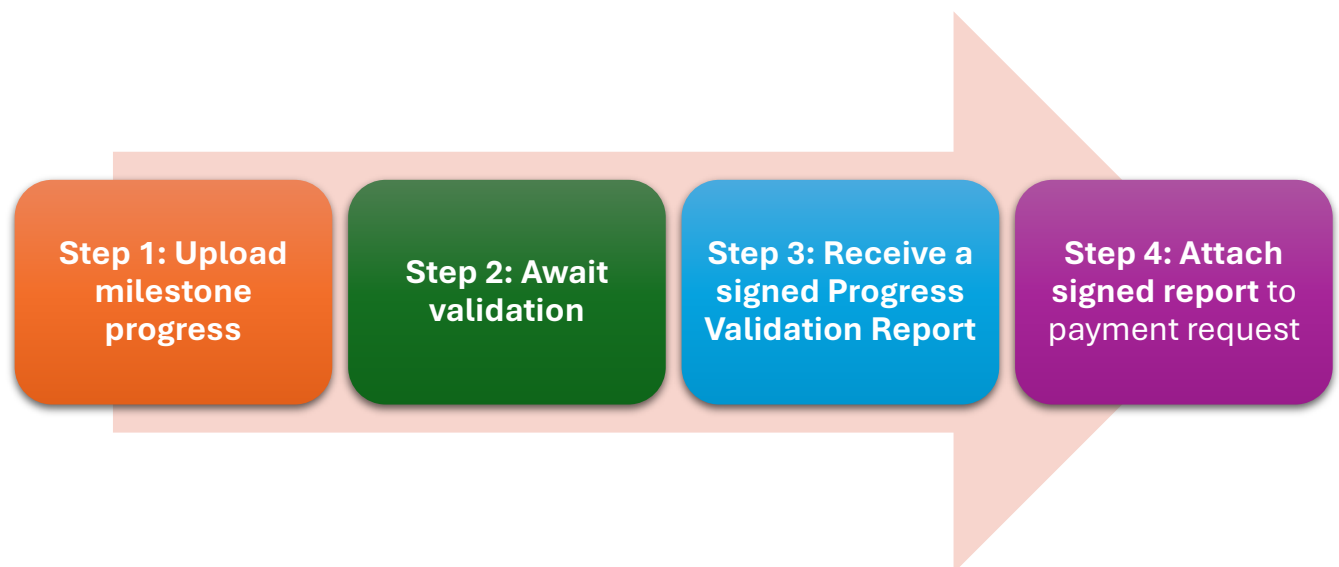 Step 1: Upload
milestone
progress
Step 2: Await
validation
Step 3: Receive a
signed Progress
Validation Report
Step 4: Attach
signed report to
payment request